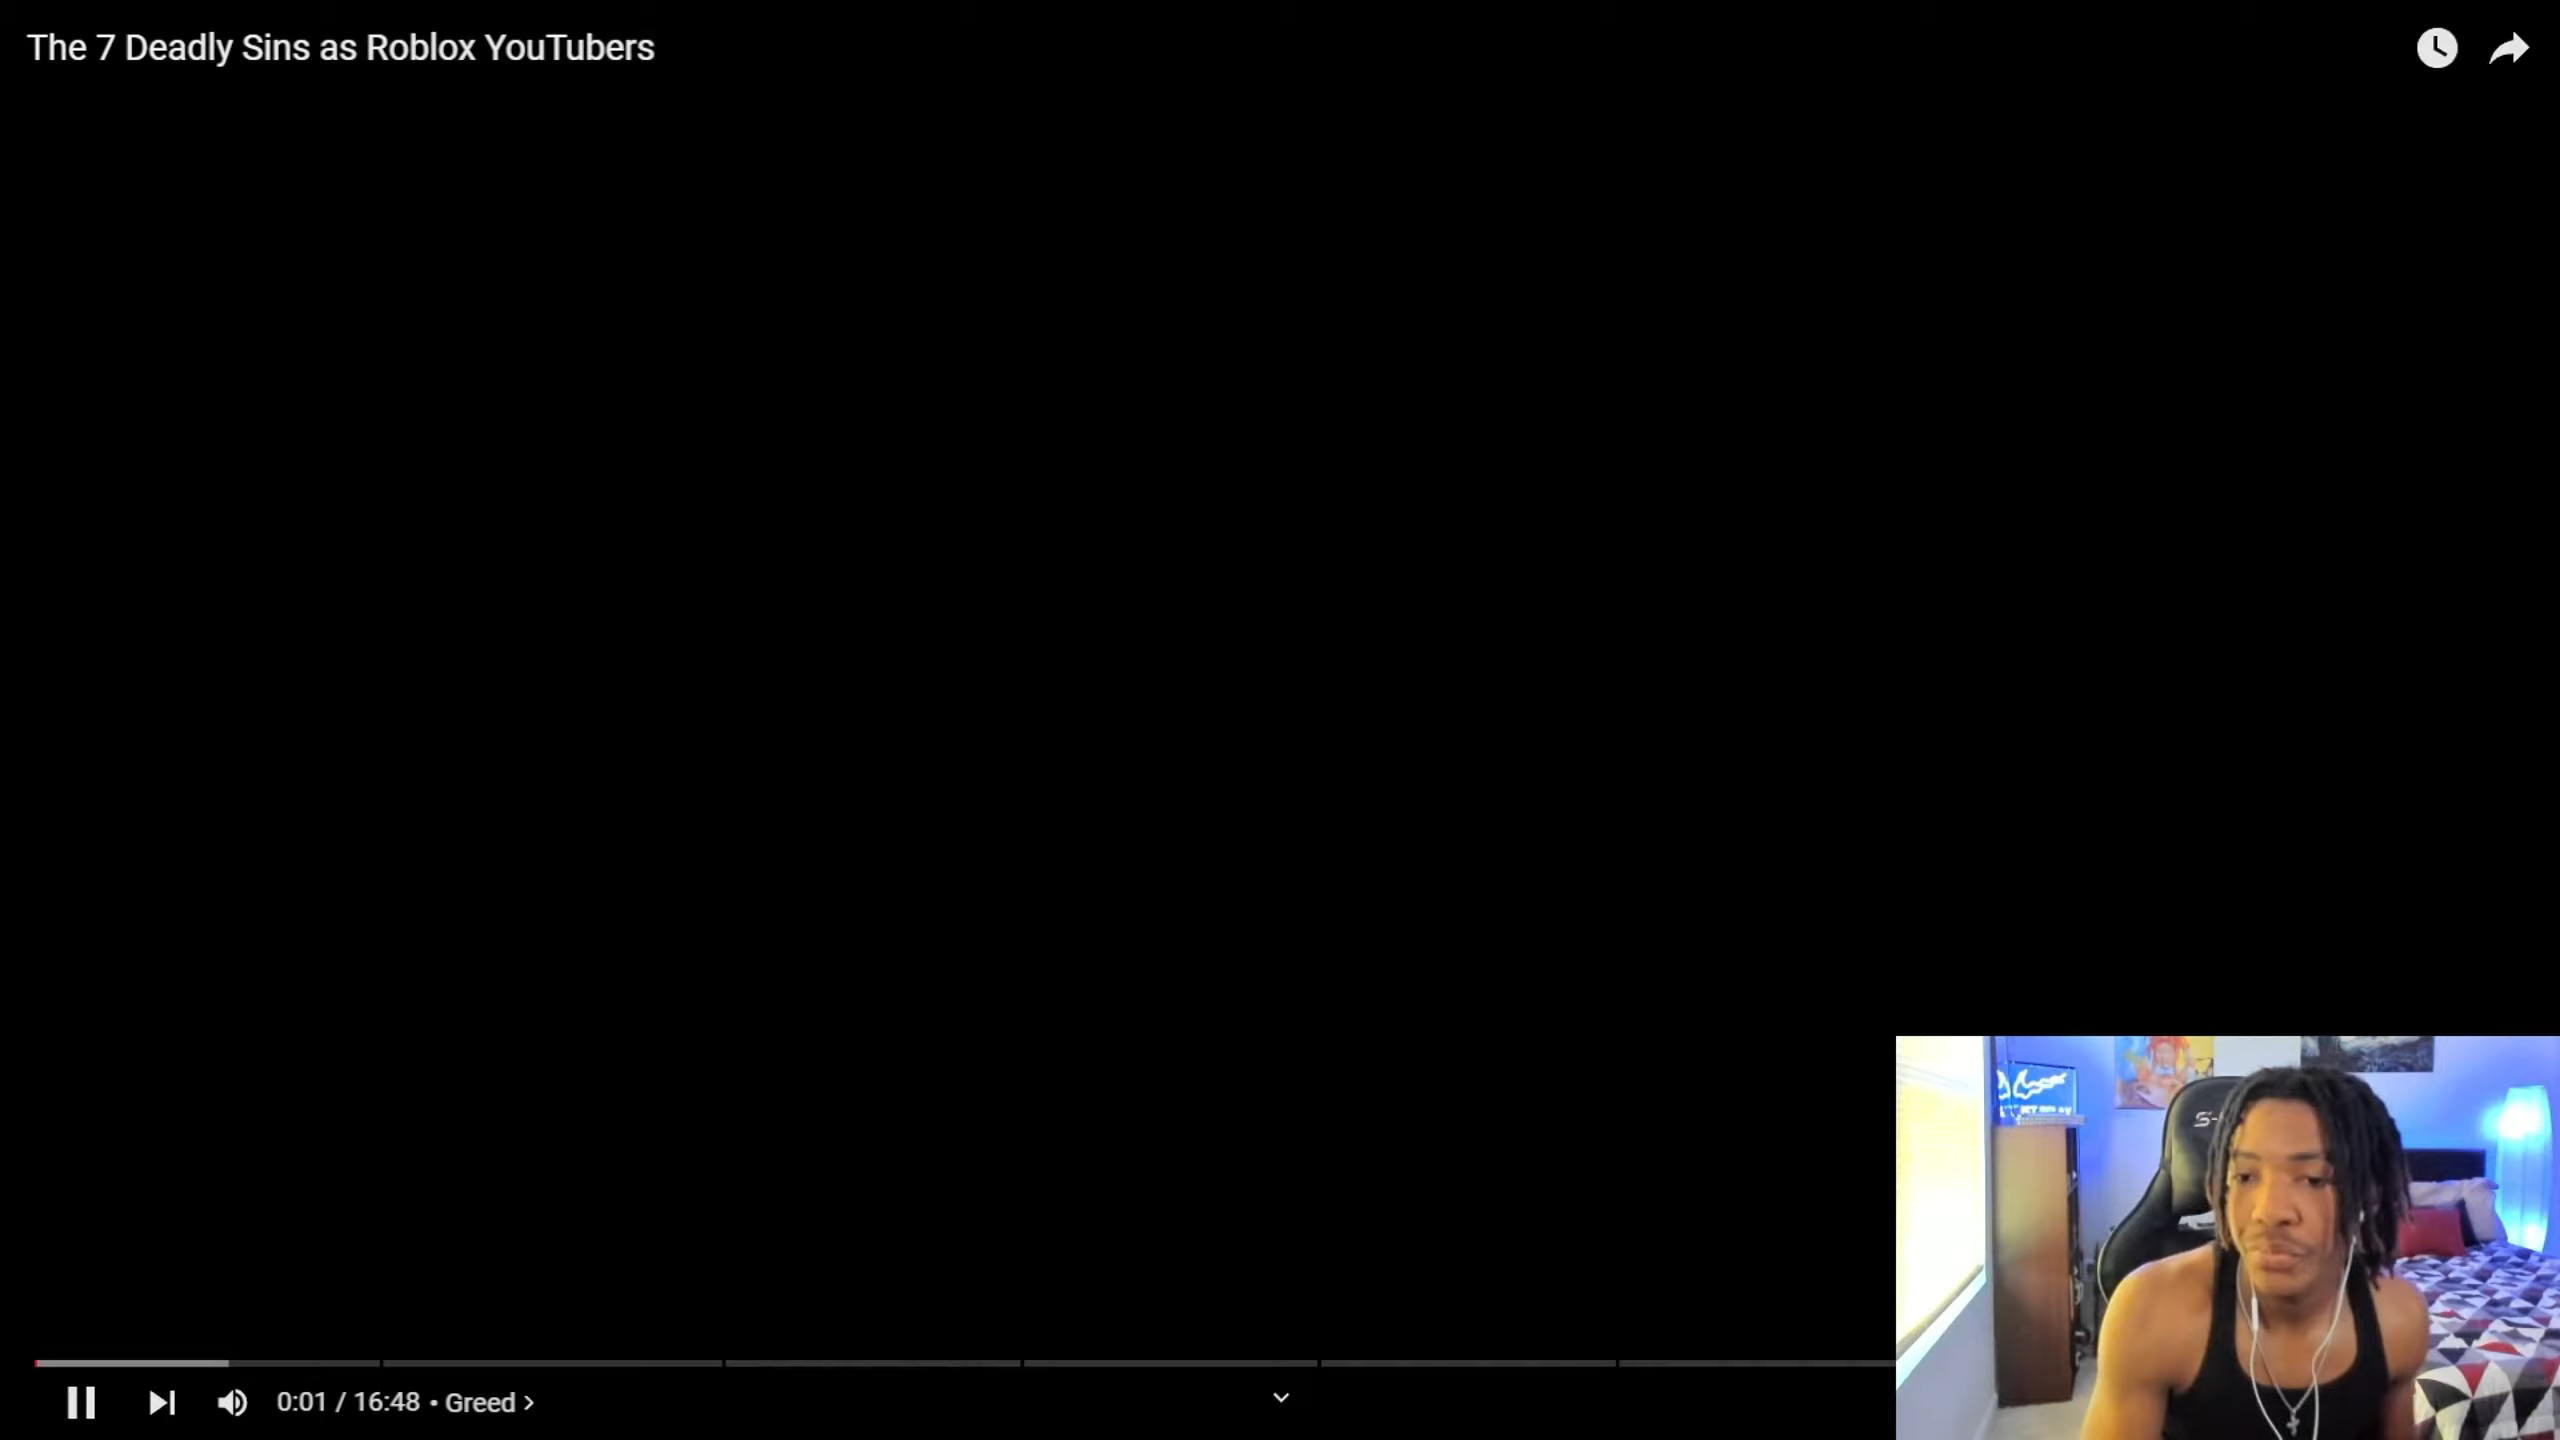 The 7 Deadly Sins as Roblox YouTubers
0:01 / 16:48 • Greed ›